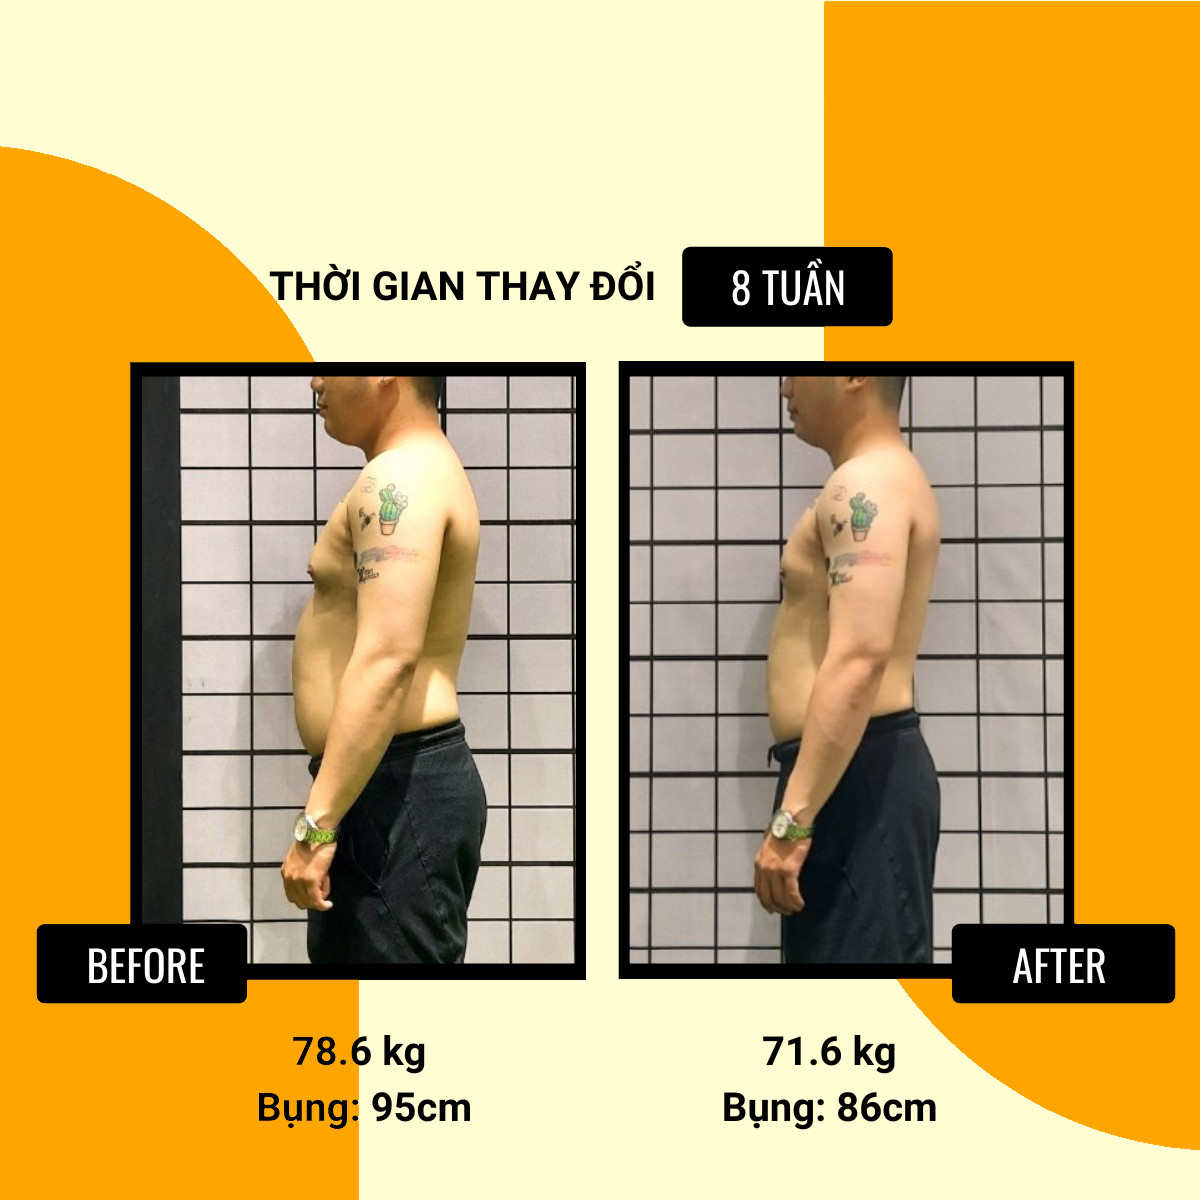 THỜI GIAN THAY ĐỔI 8 TUẦN
BEFORE
AFTER
78.6 kg
Bụng: 95cm
71.6 kg
Bụng: 86cm